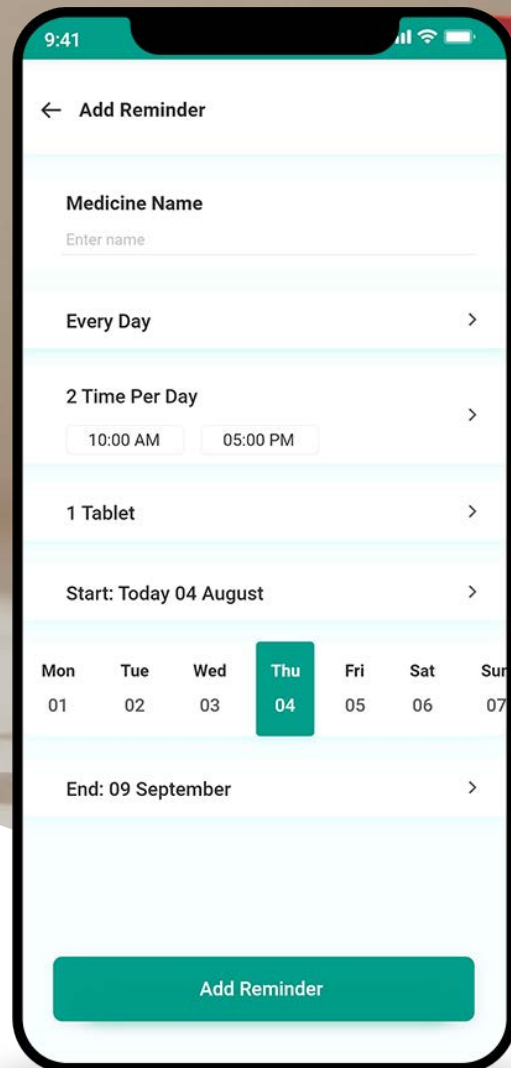 9:41
Add Reminder
Medicine Name
Enter name
Every Day
2 Time Per Day
10:00 AM 05:00 PM
1 Tablet
Start: Today 04 August
Mon Tue Wed Thu Fri Sat Sun
01 02 03 04 05 06 07
End: 09 September
Add Reminder